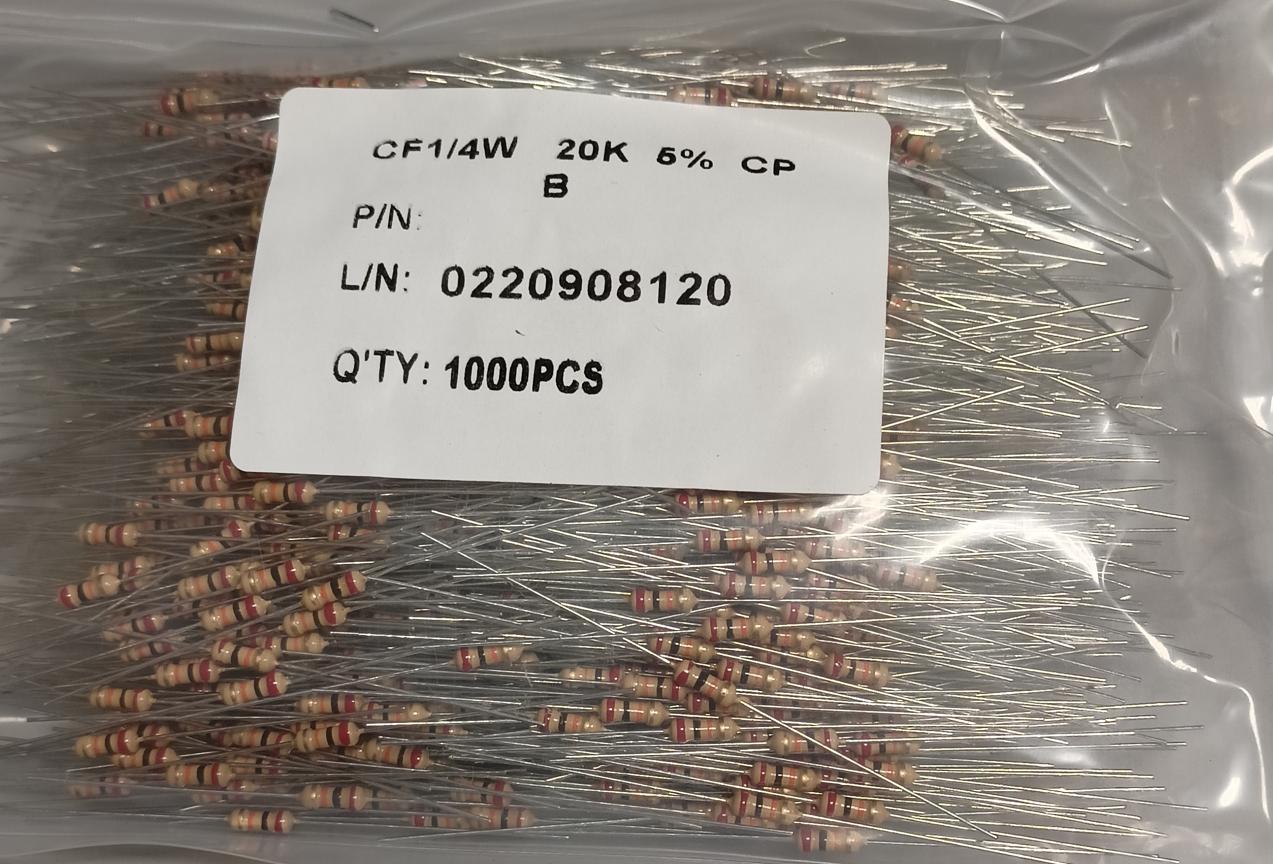 CF1/4W 20K 5% CP
B
P/N:
L/N: 0220908120
Q'TY: 1000PCS